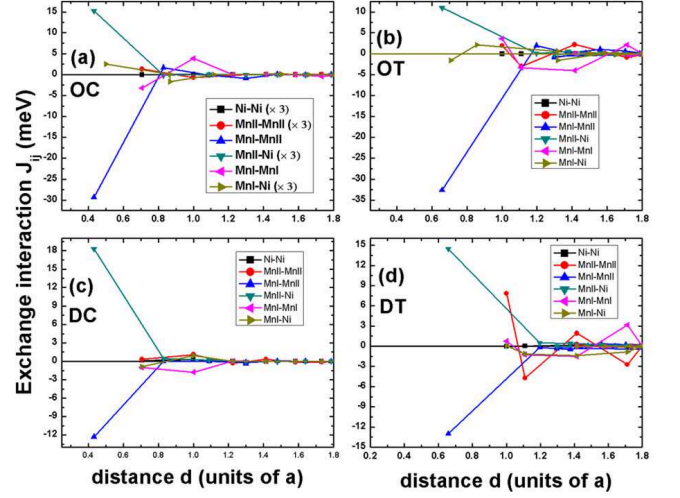 Exchange interaction J_ij (meV)
15
10
5
0
-5
-10
-15
-20
-25
-30
(a)
OC
Ni-Ni (× 3)
MnII-MnII (× 3)
MnI-MnII
MnII-Ni (× 3)
MnI-MnI
MnI-Ni (× 3)
0.4 0.6 0.8 1.0 1.2 1.4 1.6 1.8
10
5
0
-5
-10
-15
-20
-25
-30
-35
(b)
OT
Ni-Ni
MnII-MnII
MnI-MnII
MnII-Ni
MnI-MnI
MnI-Ni
0.4 0.6 0.8 1.0 1.2 1.4 1.6 1.8
18
15
12
9
6
3
0
-3
-6
-9
-12
(c)
DC
Ni-Ni
MnII-MnII
MnI-MnII
MnII-Ni
MnI-MnI
MnI-Ni
0.4 0.6 0.8 1.0 1.2 1.4 1.6 1.8
distance d (units of a)
15
12
9
6
3
0
-3
-6
-9
-12
-15
(d)
DT
Ni-Ni
MnII-MnII
MnI-MnII
MnII-Ni
MnI-MnI
MnI-Ni
0.2 0.4 0.6 0.8 1.0 1.2 1.4 1.6 1.8
distance d (units of a)